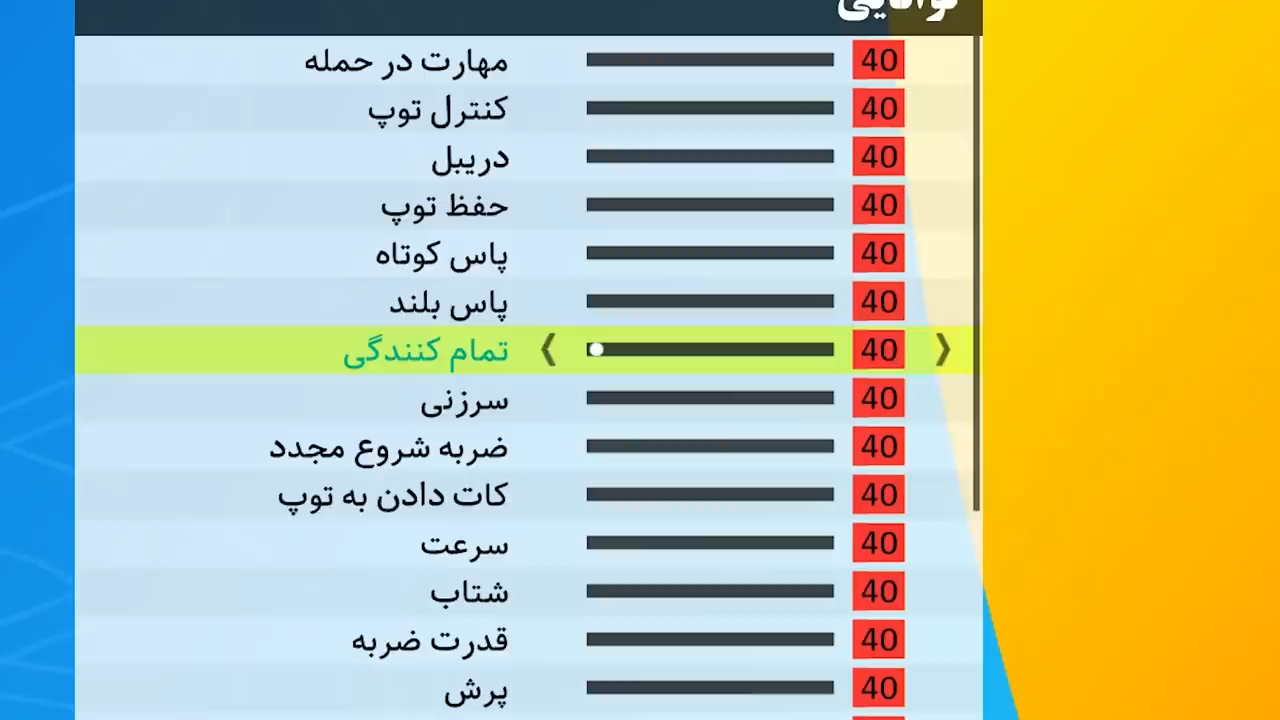 توانایی
مهارت در حمله 40
کنترل توپ 40
دریبل 40
حفظ توپ 40
پاس کوتاه 40
پاس بلند 40
تمام کنندگی 40
سرزنی 40
ضربه شروع مجدد 40
کات دادن به توپ 40
سرعت 40
شتاب 40
قدرت ضربه 40
پرش 40